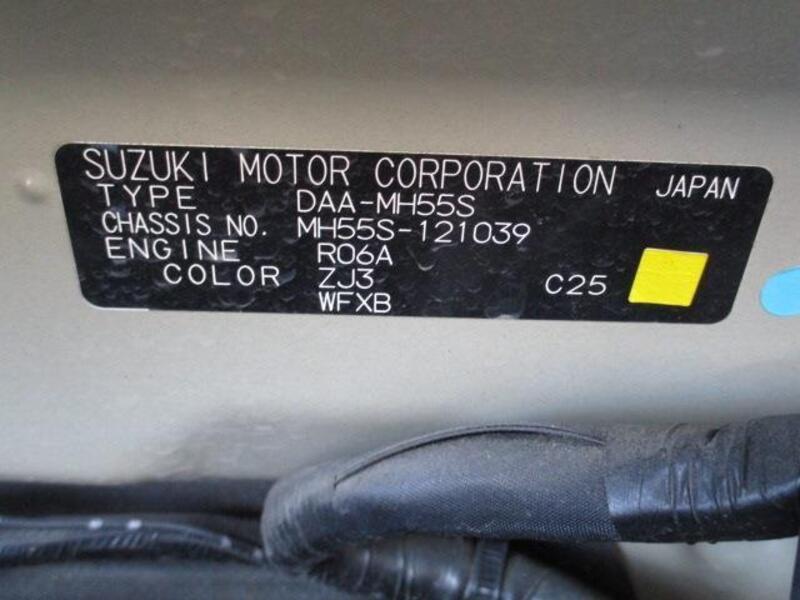 SUZUKI MOTOR CORPORATION JAPAN
TYPE DAA-MH55S
CHASSIS NO. MH55S-121039
ENGINE R06A
COLOR ZJ3 C25
WFXB